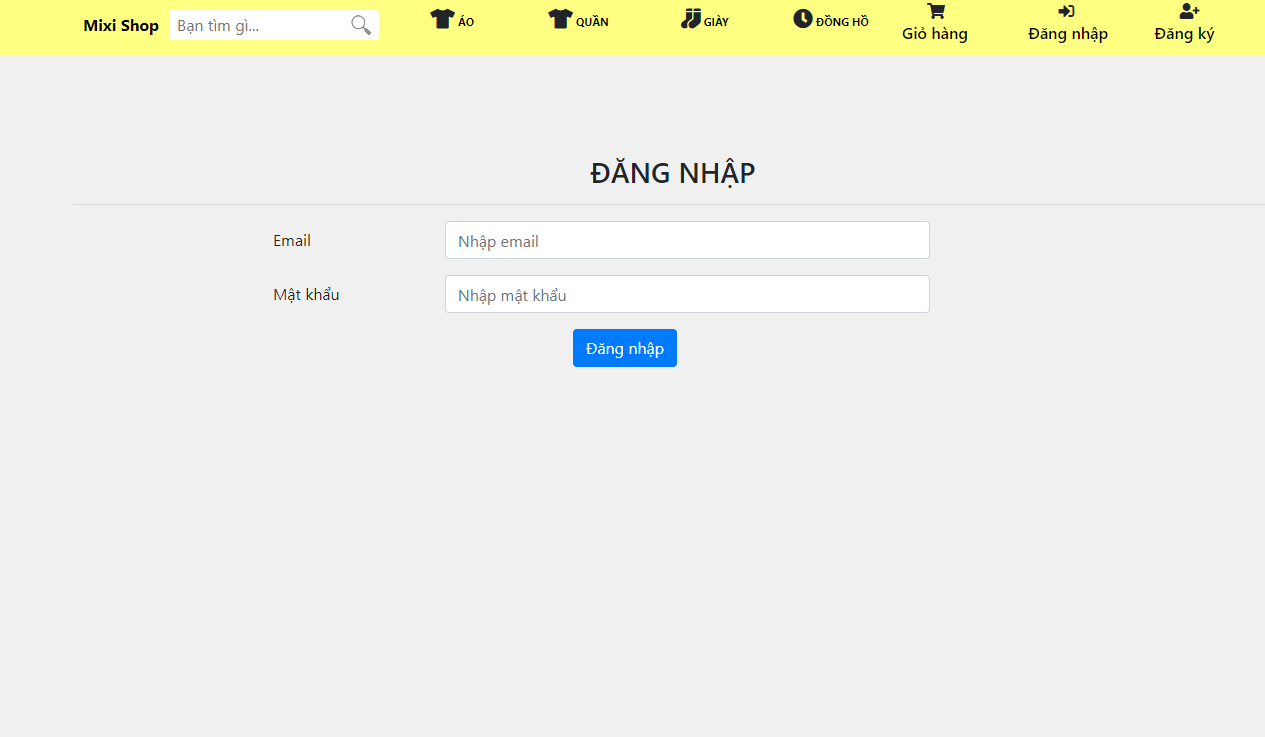 Mixi Shop
Bạn tìm gì...
ÁO
QUẦN
GIÀY
ĐỒNG HỒ
Giỏ hàng
Đăng nhập
Đăng ký
ĐĂNG NHẬP
Email
Nhập email
Mật khẩu
Nhập mật khẩu
Đăng nhập